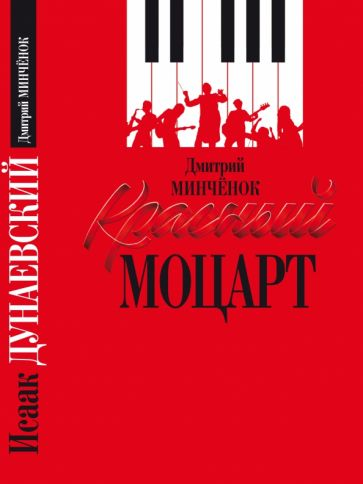 Исаак ДУНАЕВСКИЙ
Дмитрий МИНЧЁНОК
Дмитрий
МИНЧЁНОК
Красный
МОЦАРТ